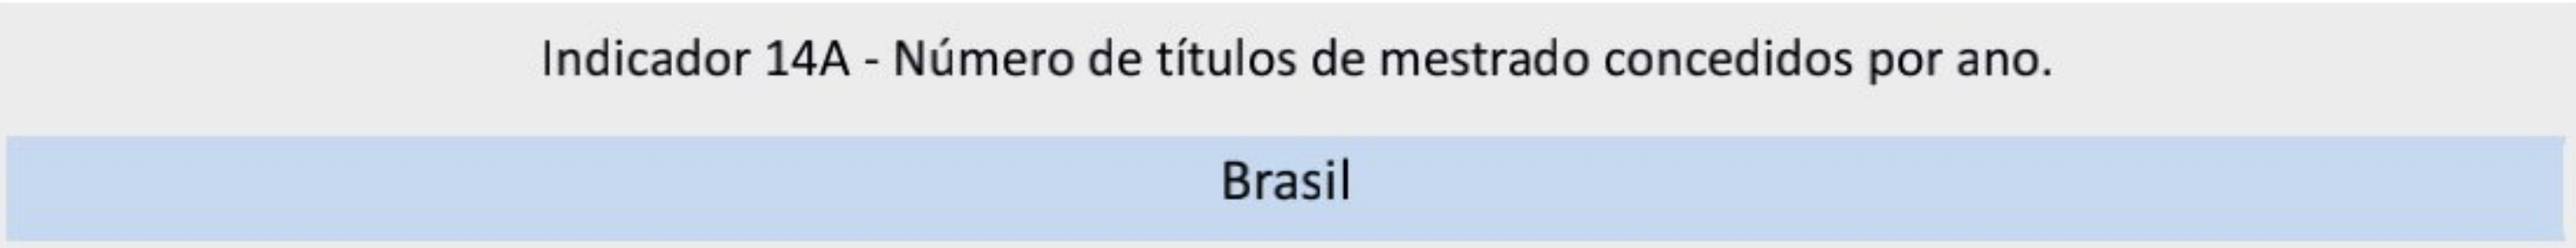 Indicador 14A - Número de títulos de mestrado concedidos por ano.
Brasil